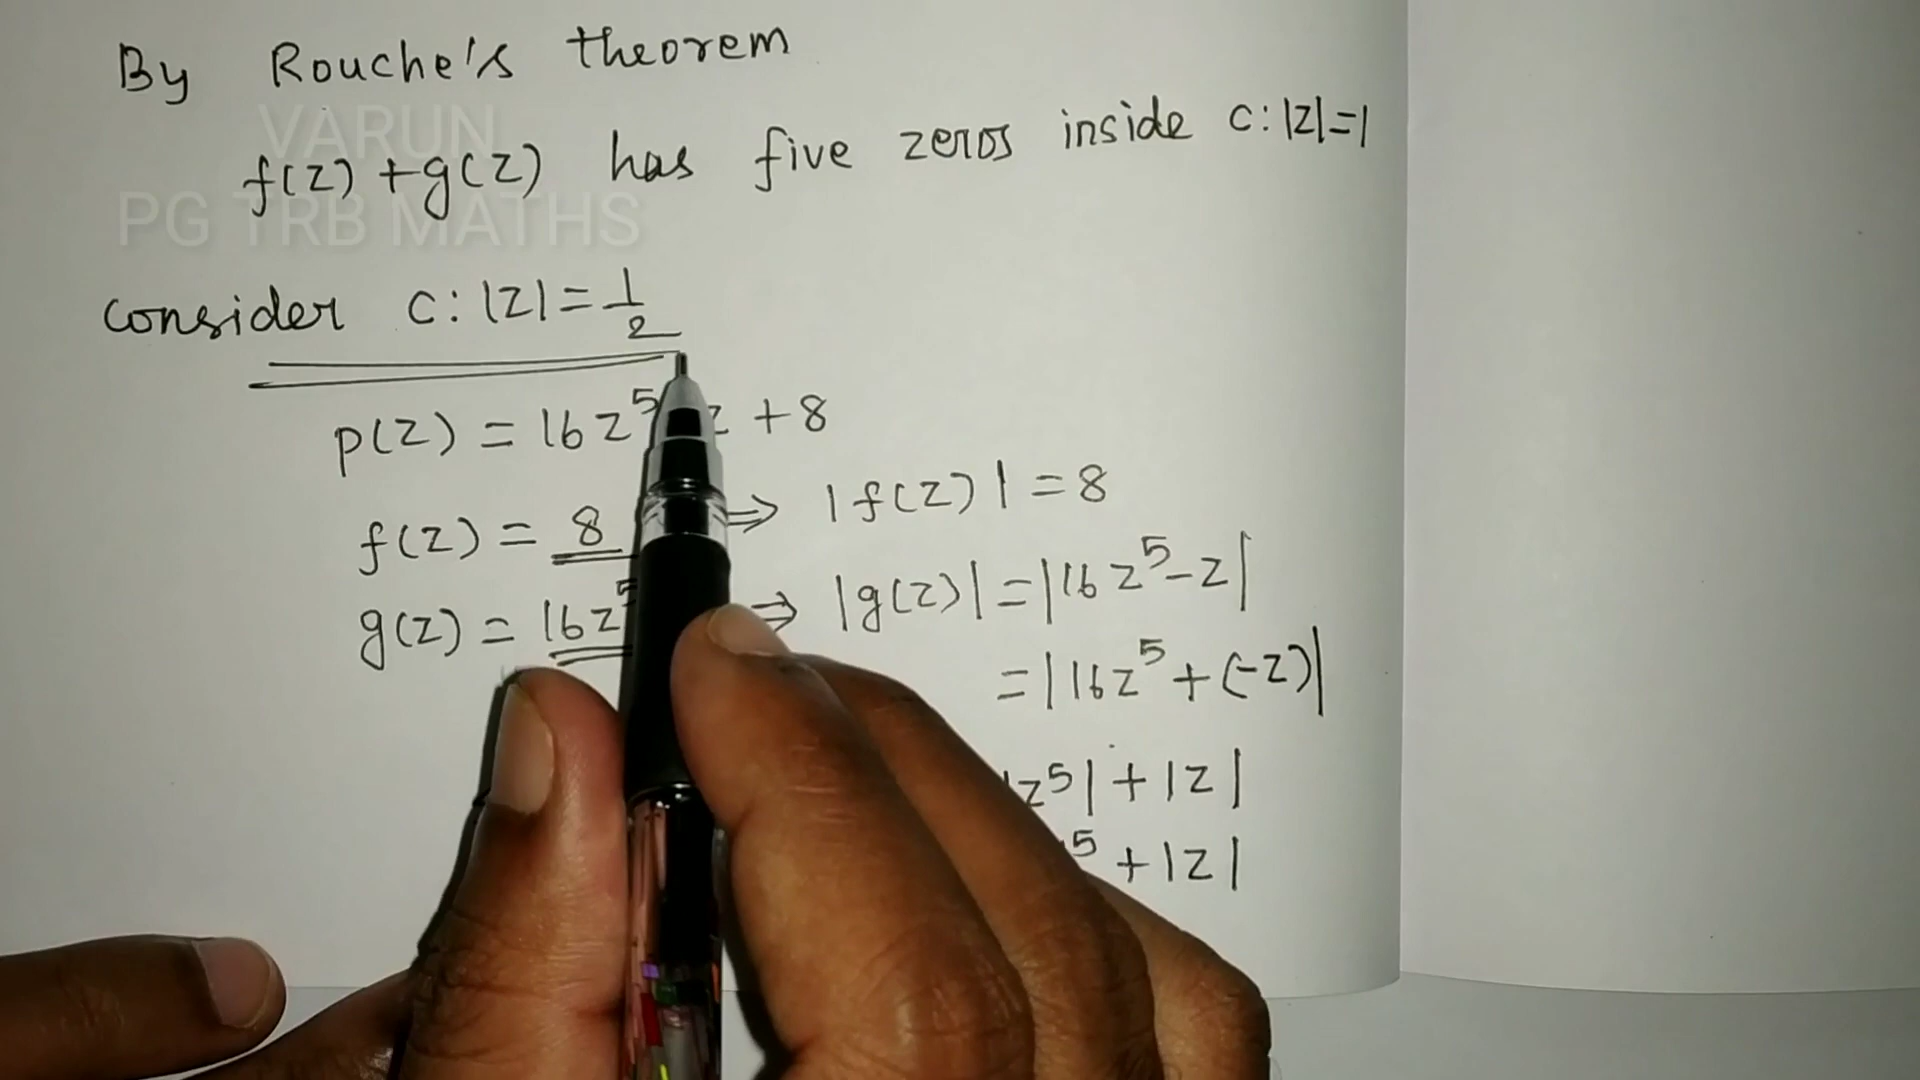 By Rouche's theorem
VARUN
f(z) + g(z) has five zeros inside c: |z|=1
PG TRB MATHS
consider c: |z| = 1/2
p(z) = 16z⁵ z + 8
f(z) = 8 ⇒ |f(z)| = 8
g(z) = 16z⁵ ⇒ |g(z)| = |16z⁵ - z|
= |16z⁵ + (-z)|
z⁵| + |z|
⁵ + |z|